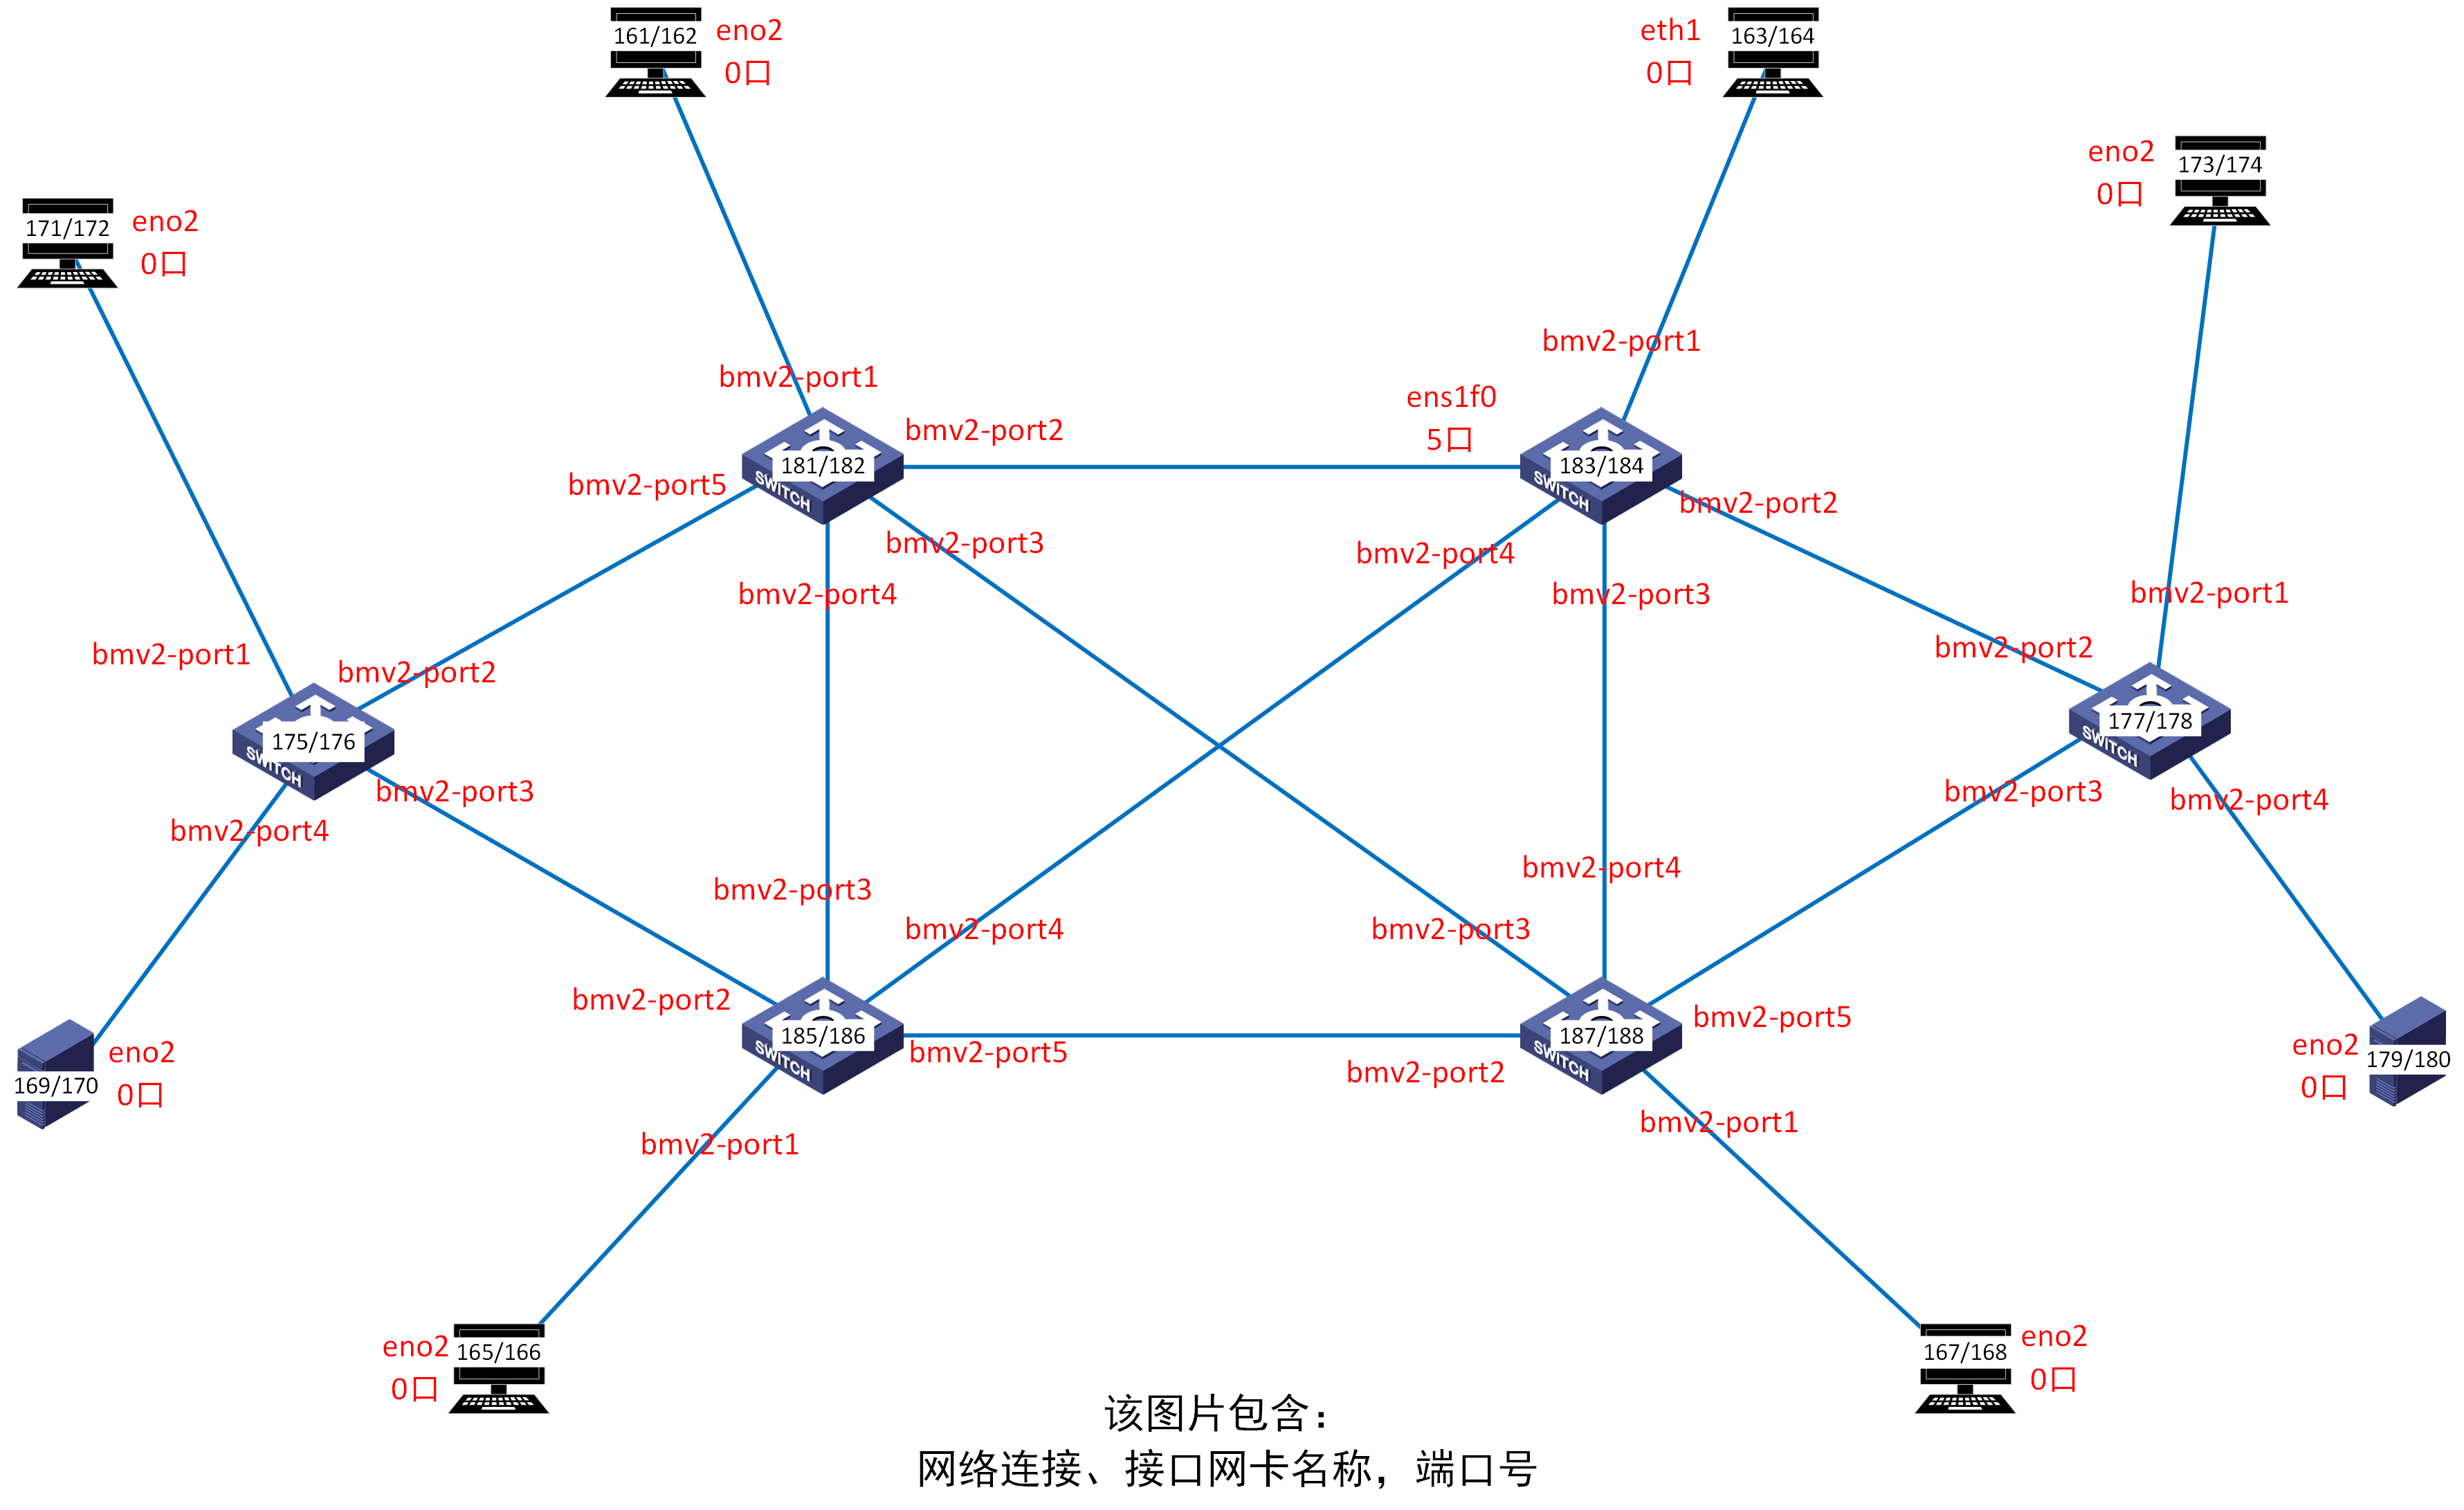 161/162
eno2
0口
eth1
0口
163/164
eno2
0口
173/174
171/172
eno2
0口
bmv2-port1
bmv2-port1
ens1f0
5口
bmv2-port2
181/182
SWITCH
183/184
SWITCH
bmv2-port5
bmv2-port2
bmv2-port3
bmv2-port4
bmv2-port4
bmv2-port3
bmv2-port1
bmv2-port1
bmv2-port2
bmv2-port2
175/176
SWITCH
177/178
SWITCH
bmv2-port3
bmv2-port3
bmv2-port4
bmv2-port4
bmv2-port4
bmv2-port3
bmv2-port4
bmv2-port3
bmv2-port2
bmv2-port5
185/186
SWITCH
187/188
SWITCH
bmv2-port5
bmv2-port2
169/170
eno2
0口
eno2
0口
179/180
bmv2-port1
bmv2-port1
eno2
0口
165/166
167/168
eno2
0口
该图片包含：
网络连接、接口网卡名称，端口号